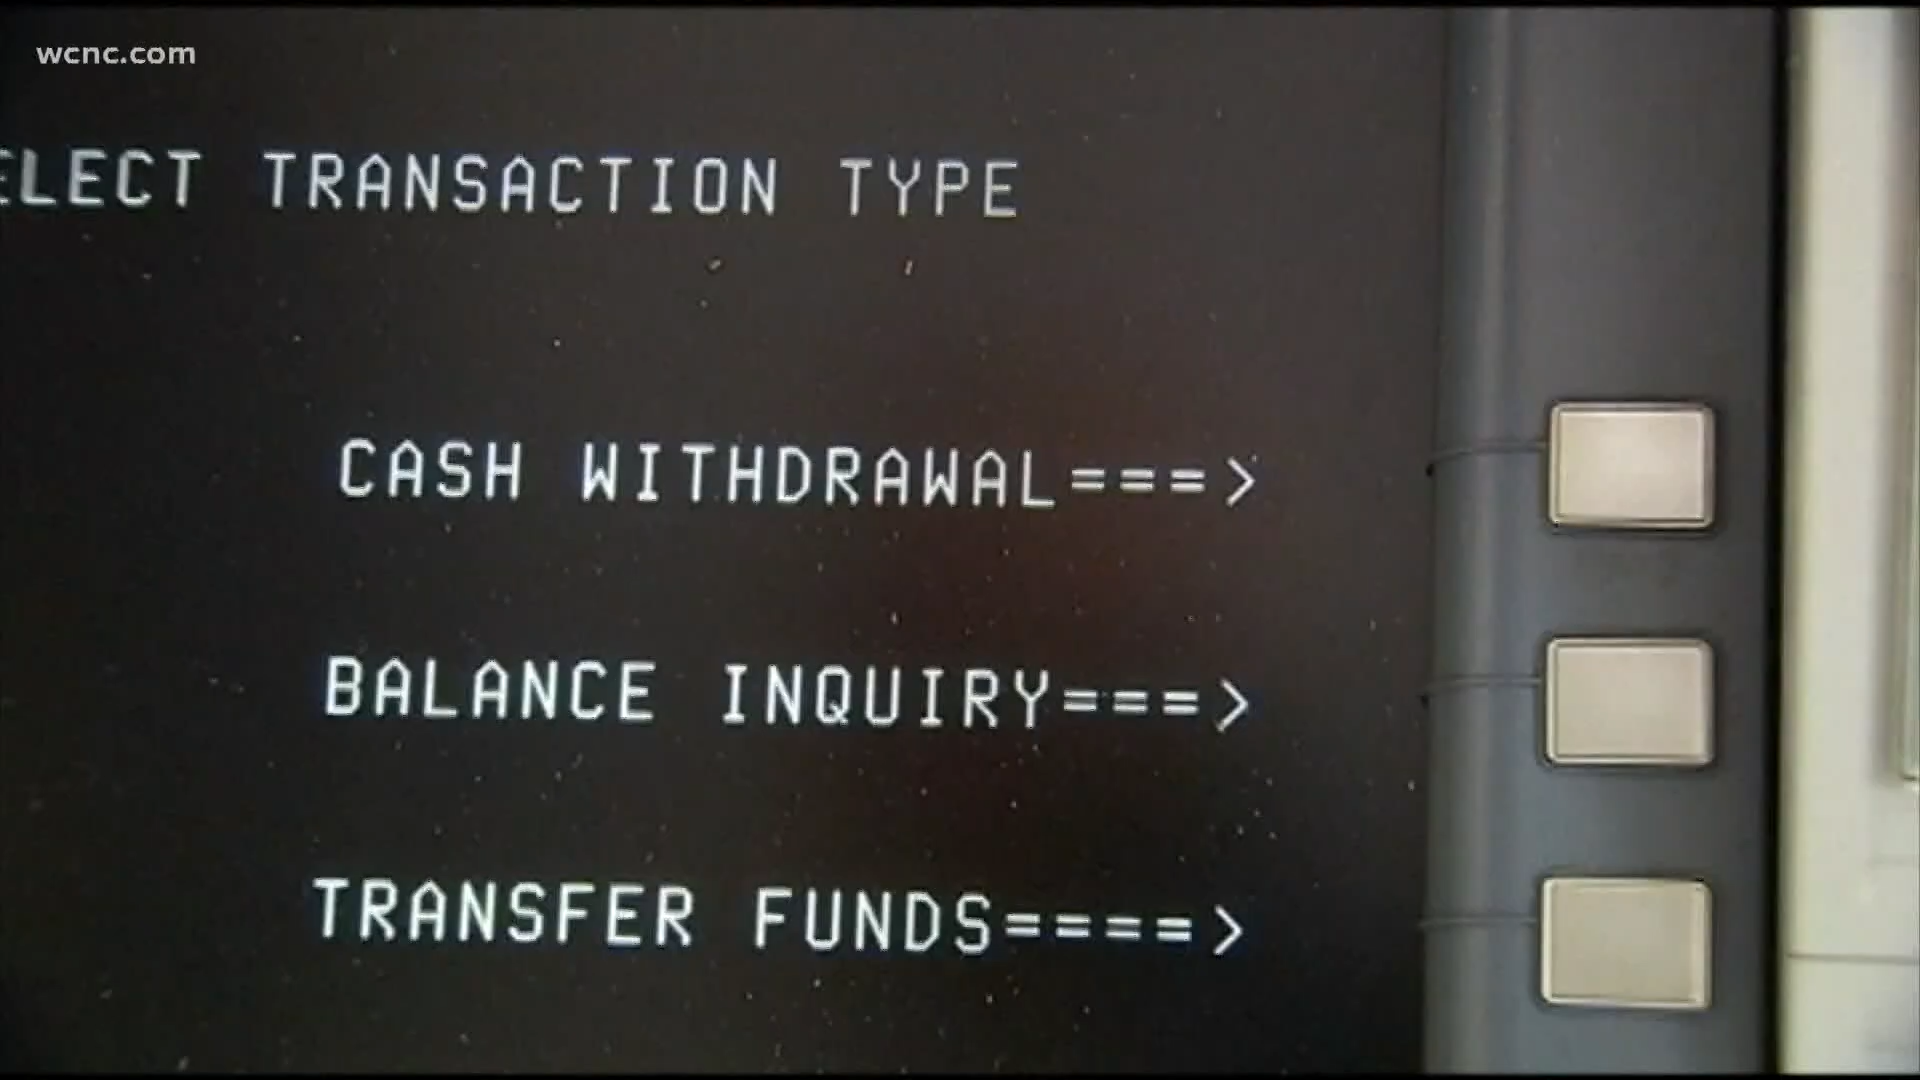 wcnc.com
ELECT TRANSACTION TYPE
CASH WITHDRAWAL===>
BALANCE INQUIRY===>
TRANSFER FUNDS====>